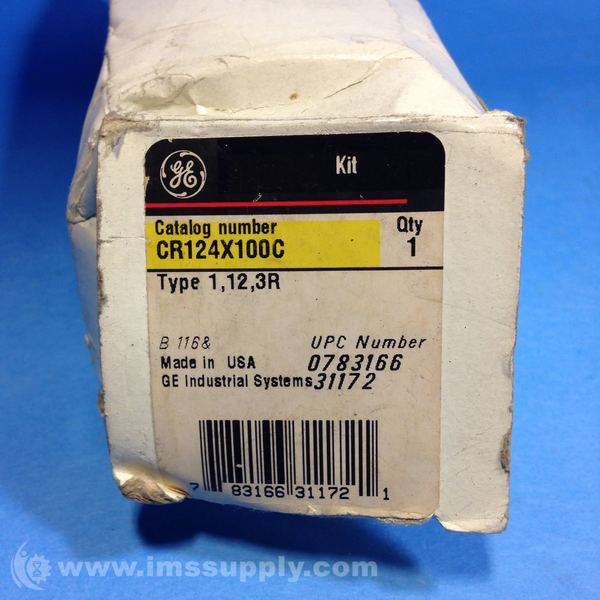 GE
Kit
Catalog number
CR124X100C
Qty
1
Type 1,12,3R
B 116&
UPC Number
Made in USA
0783166
GE Industrial Systems 31172
7 83166 31172 1
www.imssupply.com